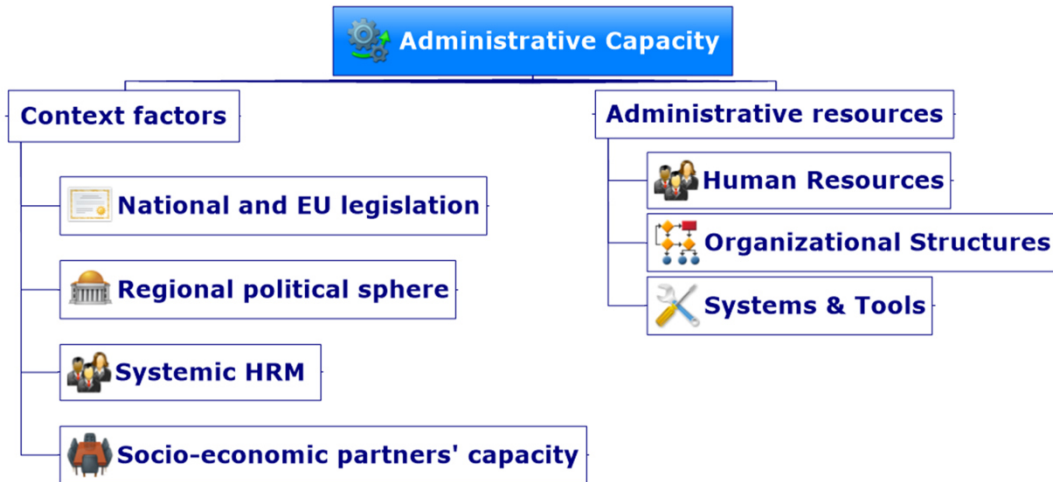 Administrative Capacity
Context factors
National and EU legislation
Regional political sphere
Systemic HRM
Socio-economic partners' capacity
Administrative resources
Human Resources
Organizational Structures
Systems & Tools